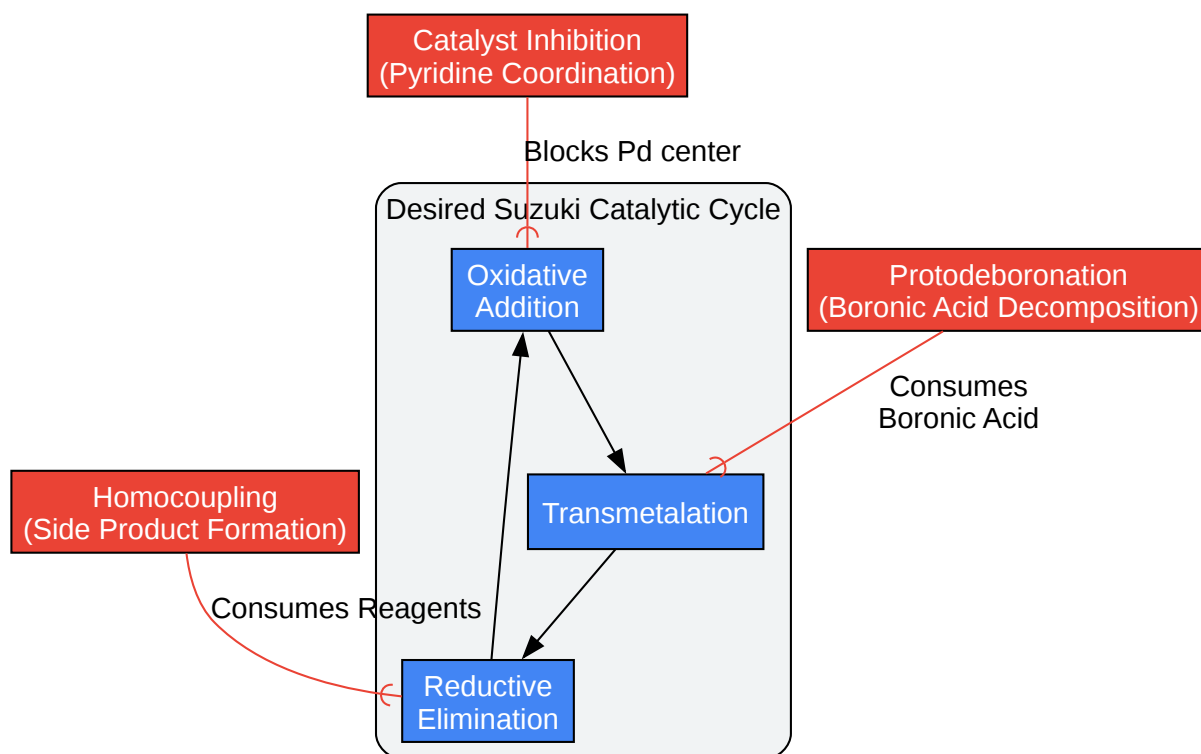 Catalyst Inhibition
(Pyridine Coordination)
Blocks Pd center
Desired Suzuki Catalytic Cycle
Oxidative
Addition
Protodeboronation
(Boronic Acid Decomposition)
Consumes
Boronic Acid
Homocoupling
(Side Product Formation)
Transmetalation
Consumes Reagents
Reductive
Elimination